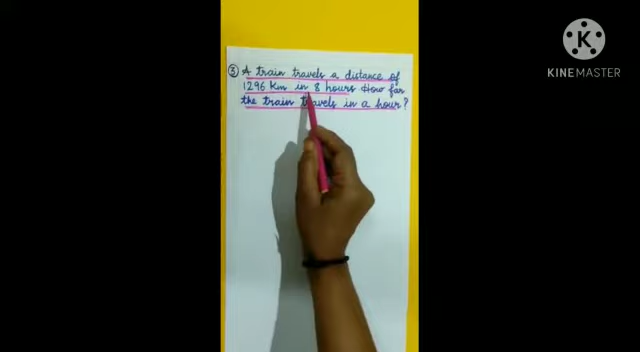 ③ A train travels a distance of
1296 Km in 8 hours How far
the train travels in a hour?
K
KINEMASTER